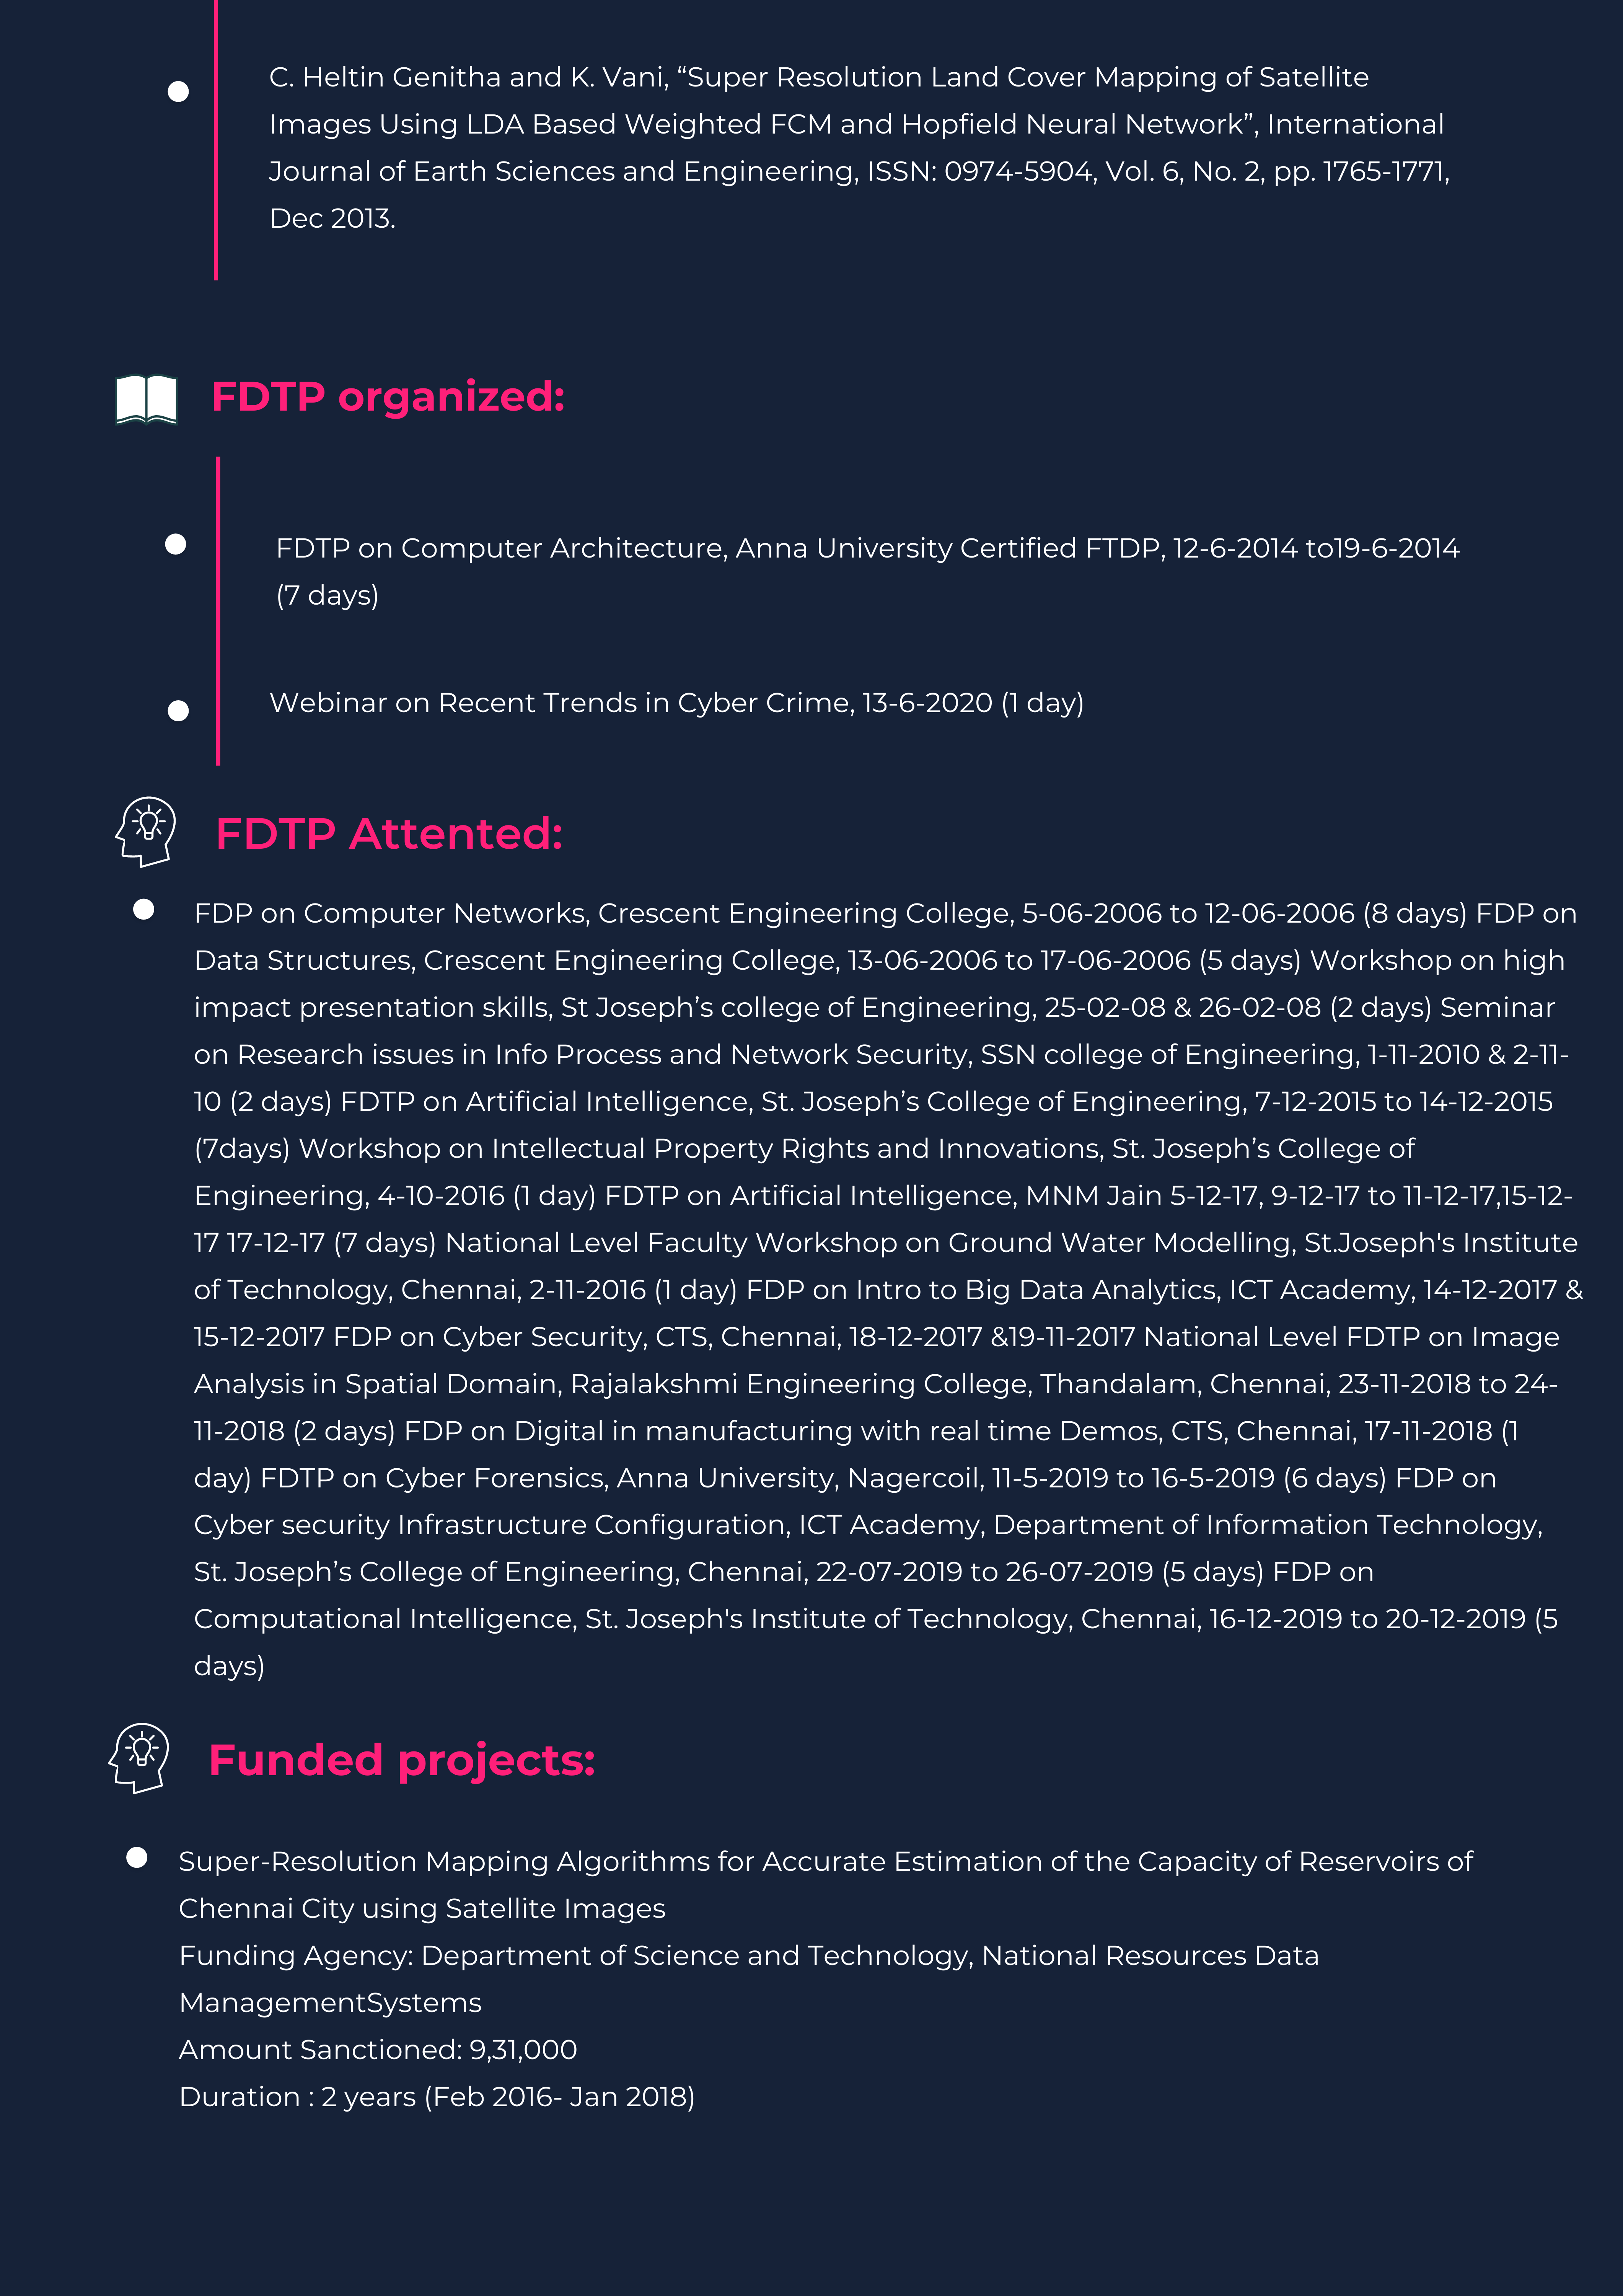 C. Heltin Genitha and K. Vani, “Super Resolution Land Cover Mapping of Satellite
Images Using LDA Based Weighted FCM and Hopfield Neural Network”, International
Journal of Earth Sciences and Engineering, ISSN: 0974-5904, Vol. 6, No. 2, pp. 1765-1771,
Dec 2013.
FDTP organized:
FDTP on Computer Architecture, Anna University Certified FTDP, 12-6-2014 to19-6-2014
(7 days)
Webinar on Recent Trends in Cyber Crime, 13-6-2020 (1 day)
FDTP Attented:
FDP on Computer Networks, Crescent Engineering College, 5-06-2006 to 12-06-2006 (8 days) FDP on
Data Structures, Crescent Engineering College, 13-06-2006 to 17-06-2006 (5 days) Workshop on high
impact presentation skills, St Joseph’s college of Engineering, 25-02-08 & 26-02-08 (2 days) Seminar
on Research issues in Info Process and Network Security, SSN college of Engineering, 1-11-2010 & 2-11-
10 (2 days) FDTP on Artificial Intelligence, St. Joseph’s College of Engineering, 7-12-2015 to 14-12-2015
(7days) Workshop on Intellectual Property Rights and Innovations, St. Joseph’s College of
Engineering, 4-10-2016 (1 day) FDTP on Artificial Intelligence, MNM Jain 5-12-17, 9-12-17 to 11-12-17,15-12-
17 17-12-17 (7 days) National Level Faculty Workshop on Ground Water Modelling, St.Joseph's Institute
of Technology, Chennai, 2-11-2016 (1 day) FDP on Intro to Big Data Analytics, ICT Academy, 14-12-2017 &
15-12-2017 FDP on Cyber Security, CTS, Chennai, 18-12-2017 &19-11-2017 National Level FDTP on Image
Analysis in Spatial Domain, Rajalakshmi Engineering College, Thandalam, Chennai, 23-11-2018 to 24-
11-2018 (2 days) FDP on Digital in manufacturing with real time Demos, CTS, Chennai, 17-11-2018 (1
day) FDTP on Cyber Forensics, Anna University, Nagercoil, 11-5-2019 to 16-5-2019 (6 days) FDP on
Cyber security Infrastructure Configuration, ICT Academy, Department of Information Technology,
St. Joseph’s College of Engineering, Chennai, 22-07-2019 to 26-07-2019 (5 days) FDP on
Computational Intelligence, St. Joseph's Institute of Technology, Chennai, 16-12-2019 to 20-12-2019 (5
days)
Funded projects:
Super-Resolution Mapping Algorithms for Accurate Estimation of the Capacity of Reservoirs of
Chennai City using Satellite Images
Funding Agency: Department of Science and Technology, National Resources Data
ManagementSystems
Amount Sanctioned: 9,31,000
Duration : 2 years (Feb 2016- Jan 2018)